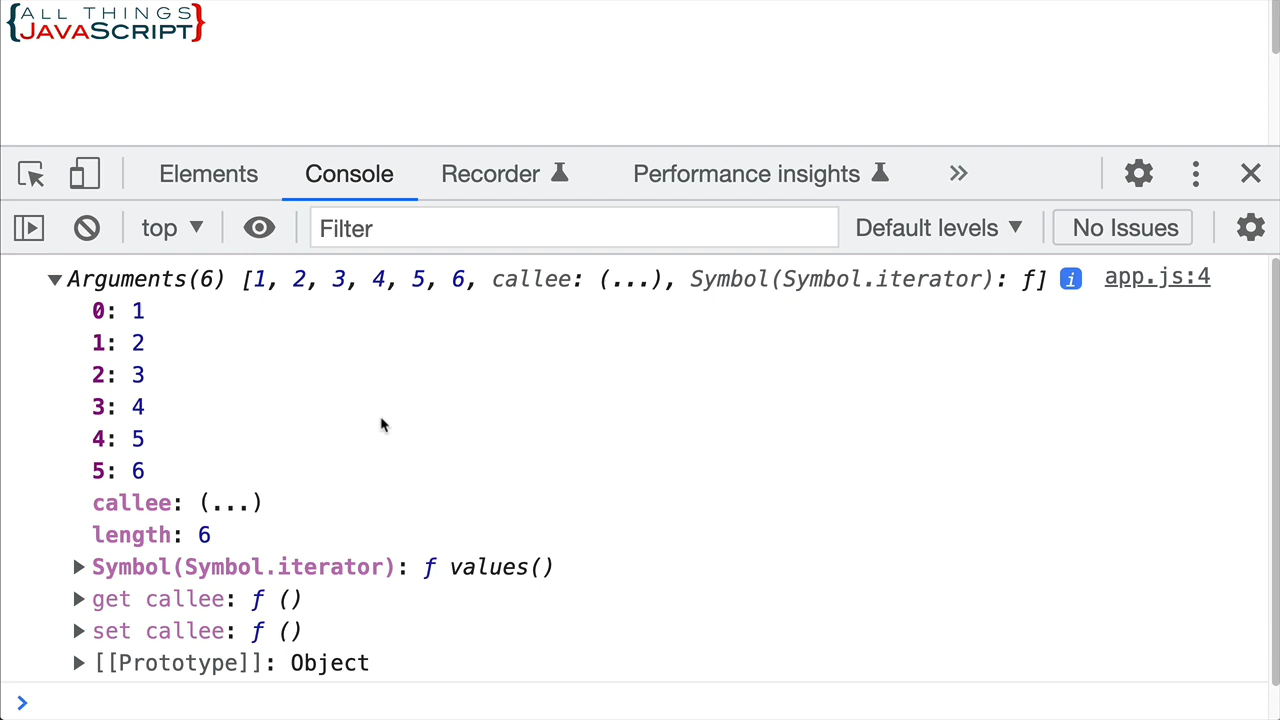 {ALL THINGS
JAVASCRIPT}
Elements Console Recorder Performance insights
top Filter Default levels No Issues
Arguments(6) [1, 2, 3, 4, 5, 6, callee: (...), Symbol(Symbol.iterator): ƒ] i app.js:4
0: 1
1: 2
2: 3
3: 4
4: 5
5: 6
callee: (...)
length: 6
Symbol(Symbol.iterator): ƒ values()
get callee: ƒ ()
set callee: ƒ ()
[[Prototype]]: Object